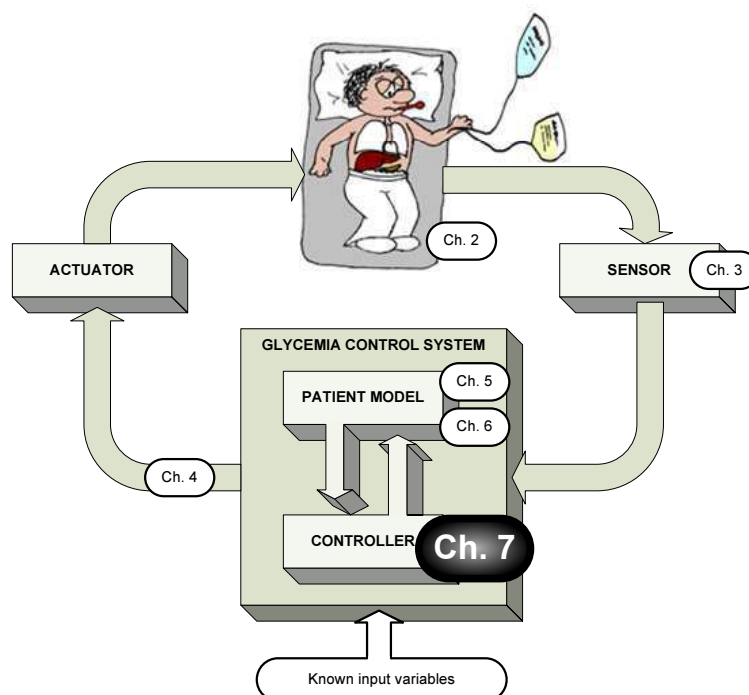 Ch. 2
ACTUATOR
SENSOR
Ch. 3
GLYCEMIA CONTROL SYSTEM
PATIENT MODEL
Ch. 5
Ch. 6
Ch. 4
CONTROLLER
Ch. 7
Known input variables